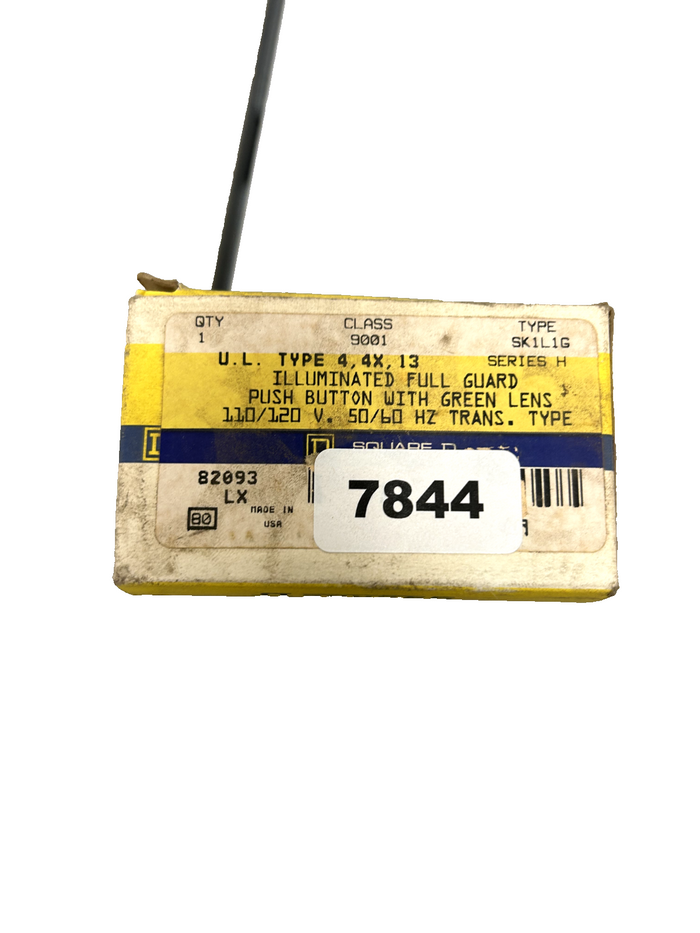 QTY CLASS TYPE
1 9001 SK1L1G
U.L. TYPE 4,4X,13 SERIES H
ILLUMINATED FULL GUARD
PUSH BUTTON WITH GREEN LENS
110/120 V. 50/60 HZ TRANS. TYPE
D D SQUARE D
82093
LX
80 MADE IN
USA
7844